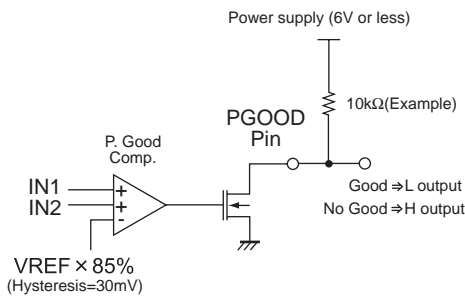 Power supply (6V or less)
10kΩ(Example)
PGOOD
Pin
P. Good
Comp.
IN1
IN2
+
+
-
Good ⇒L output
No Good ⇒H output
VREF × 85%
(Hysteresis=30mV)